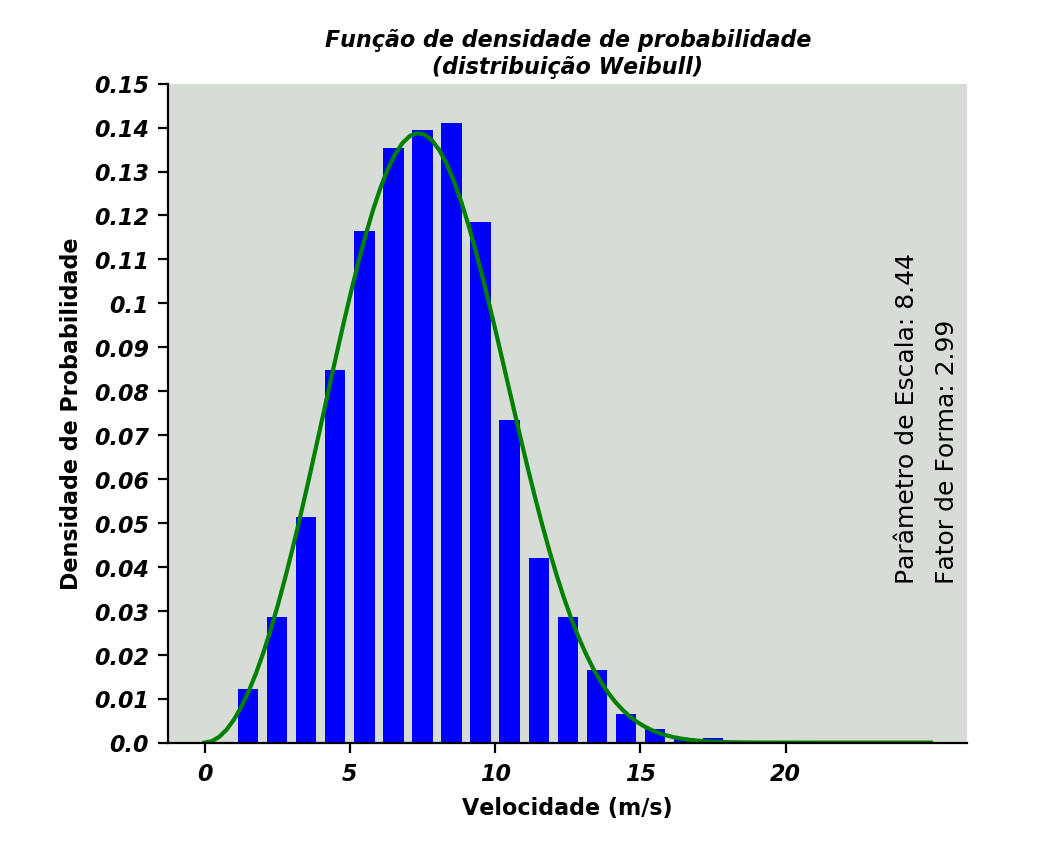 Função de densidade de probabilidade
(distribuição Weibull)
Densidade de Probabilidade
0.15
0.14
0.13
0.12
0.11
0.1
0.09
0.08
0.07
0.06
0.05
0.04
0.03
0.02
0.01
0.0
0 5 10 15 20
Velocidade (m/s)
Parâmetro de Escala: 8.44
Fator de Forma: 2.99